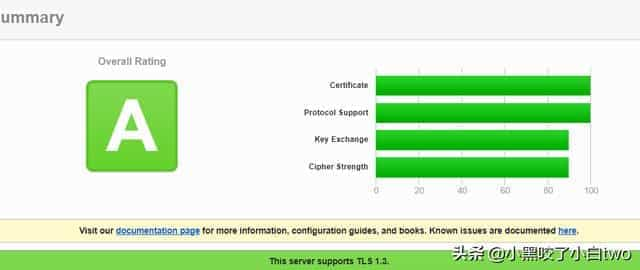 ummary
Overall Rating
A
Certificate
Protocol Support
Key Exchange
Cipher Strength
0 20 40 60 80 100
Visit our documentation page for more information, configuration guides, and books. Known issues are documented here.
This server supports TLS 1.3.
头条 @小黑咬了小白two